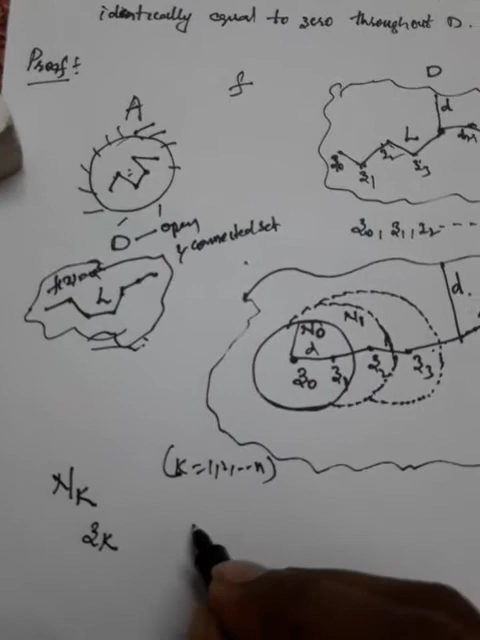 identically equal to zero throughout D.
Proof:
f
A
D
d
L
z0 z1 z2 z3
D → open
& connected set
z0, z1, z2 ----
f(z)=0
L
d
N0 N1
d
z0 z1 z2 z3
(K=1,2,--n)
NK
zK